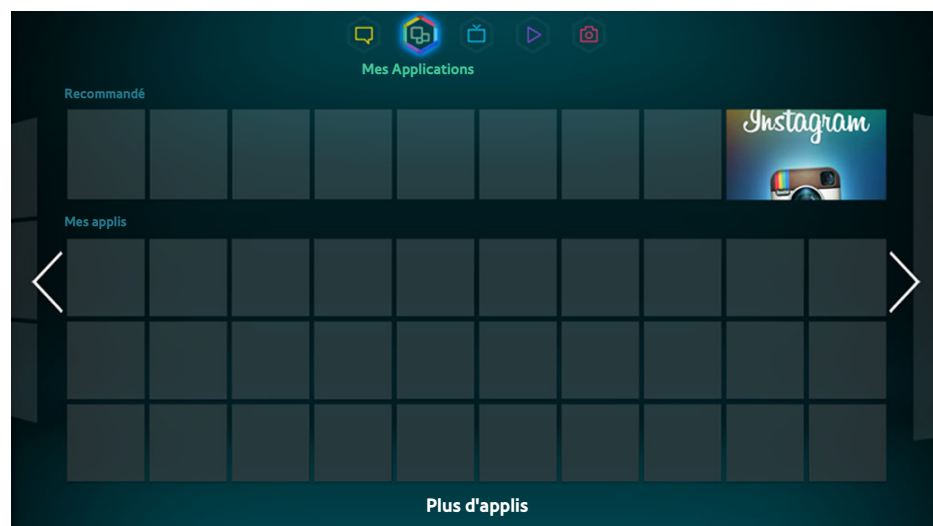 Mes Applications
Recommandé
Instagram
Mes applis
Plus d'applis